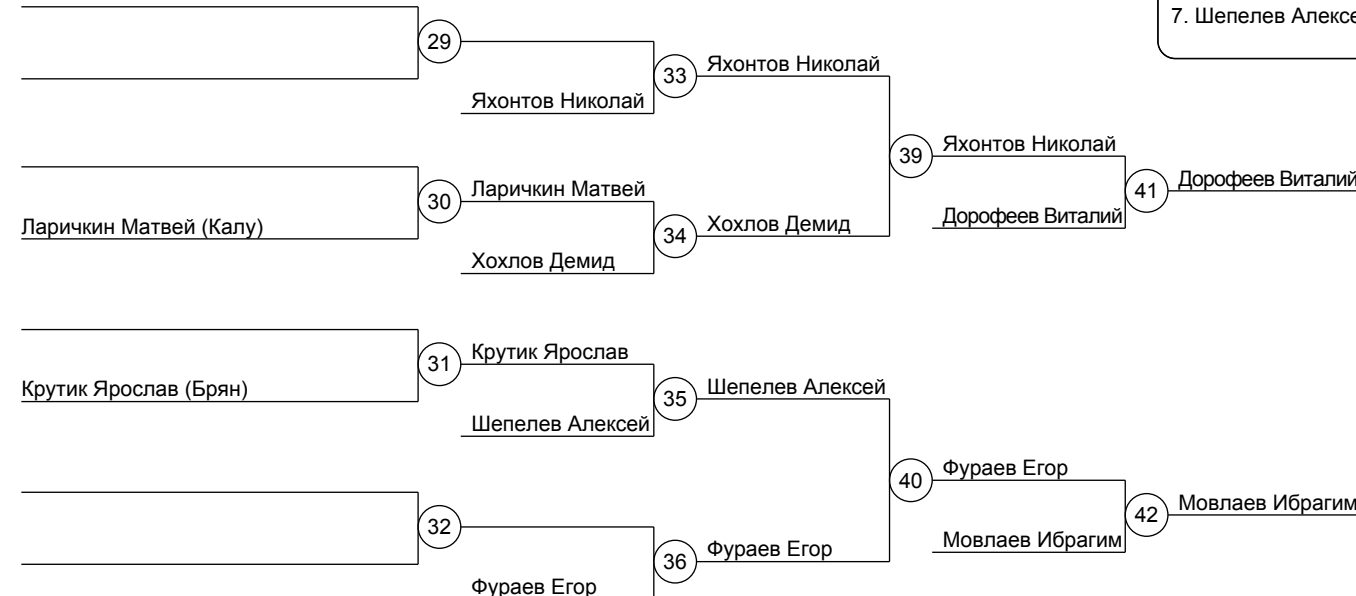 7. Шепелев Алексе
29
33
Яхонтов Николай
Яхонтов Николай
39
Яхонтов Николай
30
Ларичкин Матвей
41
Дорофеев Виталий
Ларичкин Матвей (Калу)
34
Хохлов Демид
Дорофеев Виталий
Хохлов Демид
31
Крутик Ярослав
Крутик Ярослав (Брян)
35
Шепелев Алексей
Шепелев Алексей
40
Фураев Егор
42
Мовлаев Ибрагим
32
Мовлаев Ибрагим
36
Фураев Егор
Фураев Егор